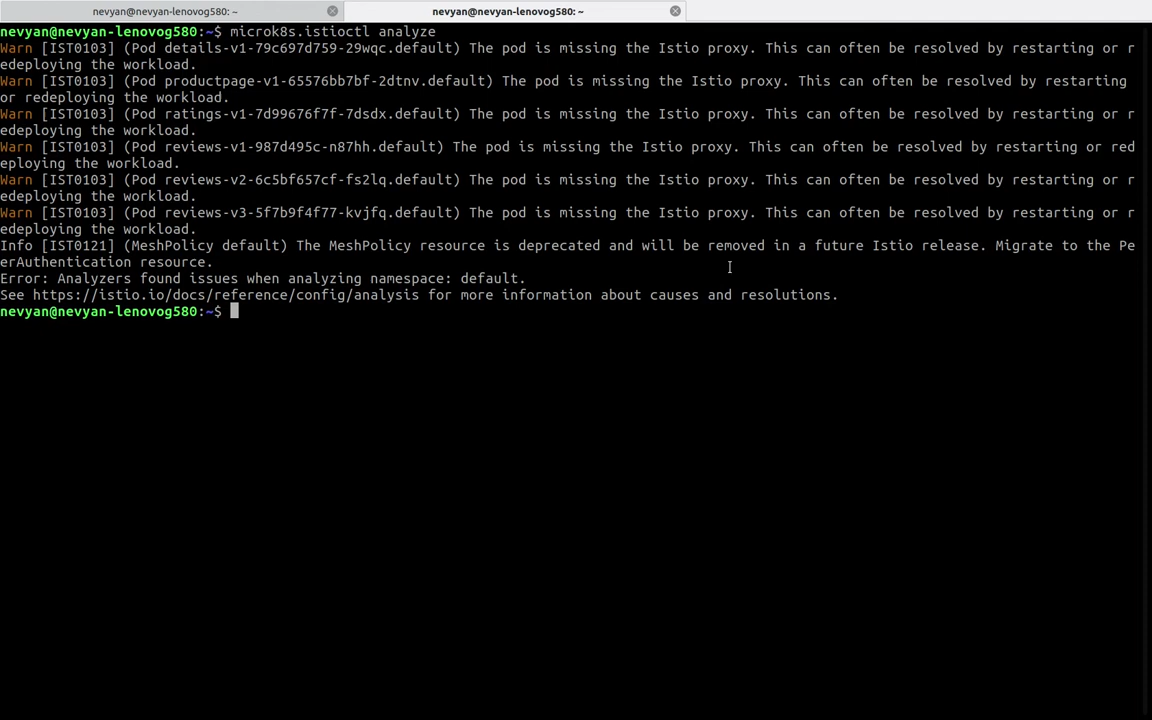 nevyan@nevyan-lenovog580: ~
nevyan@nevyan-lenovog580: ~
nevyan@nevyan-lenovog580:~$ microk8s.istioctl analyze
Warn [IST0103] (Pod details-v1-79c697d759-29wqc.default) The pod is missing the Istio proxy. This can often be resolved by restarting or r
edeploying the workload.
Warn [IST0103] (Pod productpage-v1-65576bb7bf-2dtnv.default) The pod is missing the Istio proxy. This can often be resolved by restarting
or redeploying the workload.
Warn [IST0103] (Pod ratings-v1-7d99676f7f-7dsdx.default) The pod is missing the Istio proxy. This can often be resolved by restarting or r
edeploying the workload.
Warn [IST0103] (Pod reviews-v1-987d495c-n87hh.default) The pod is missing the Istio proxy. This can often be resolved by restarting or red
eploying the workload.
Warn [IST0103] (Pod reviews-v2-6c5bf657cf-fs2lq.default) The pod is missing the Istio proxy. This can often be resolved by restarting or r
edeploying the workload.
Warn [IST0103] (Pod reviews-v3-5f7b9f4f77-kvjfq.default) The pod is missing the Istio proxy. This can often be resolved by restarting or r
edeploying the workload.
Info [IST0121] (MeshPolicy default) The MeshPolicy resource is deprecated and will be removed in a future Istio release. Migrate to the Pe
erAuthentication resource.
Error: Analyzers found issues when analyzing namespace: default.
See https://istio.io/docs/reference/config/analysis for more information about causes and resolutions.
nevyan@nevyan-lenovog580:~$